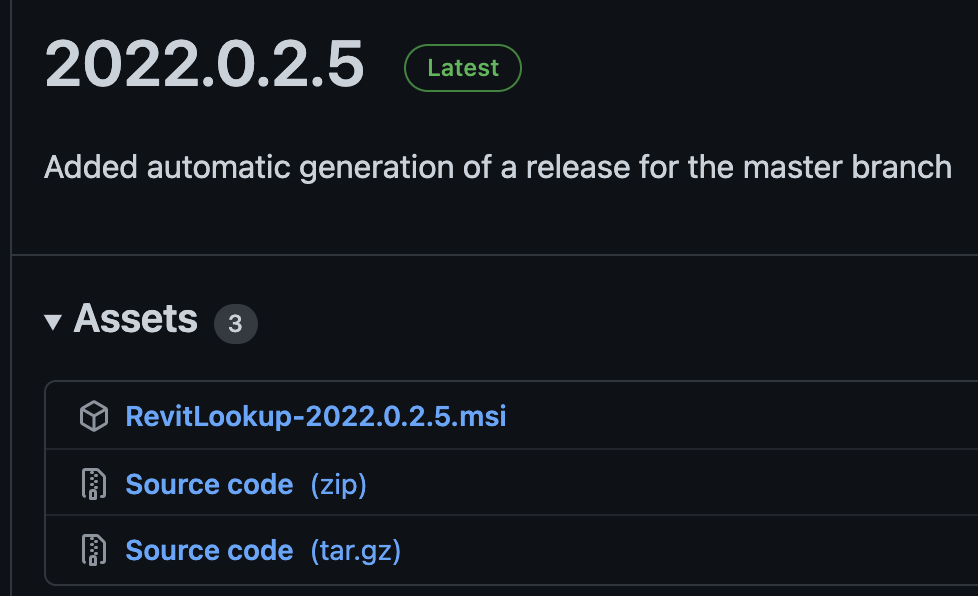 2022.0.2.5 Latest
Added automatic generation of a release for the master branch
Assets 3
RevitLookup-2022.0.2.5.msi
Source code (zip)
Source code (tar.gz)